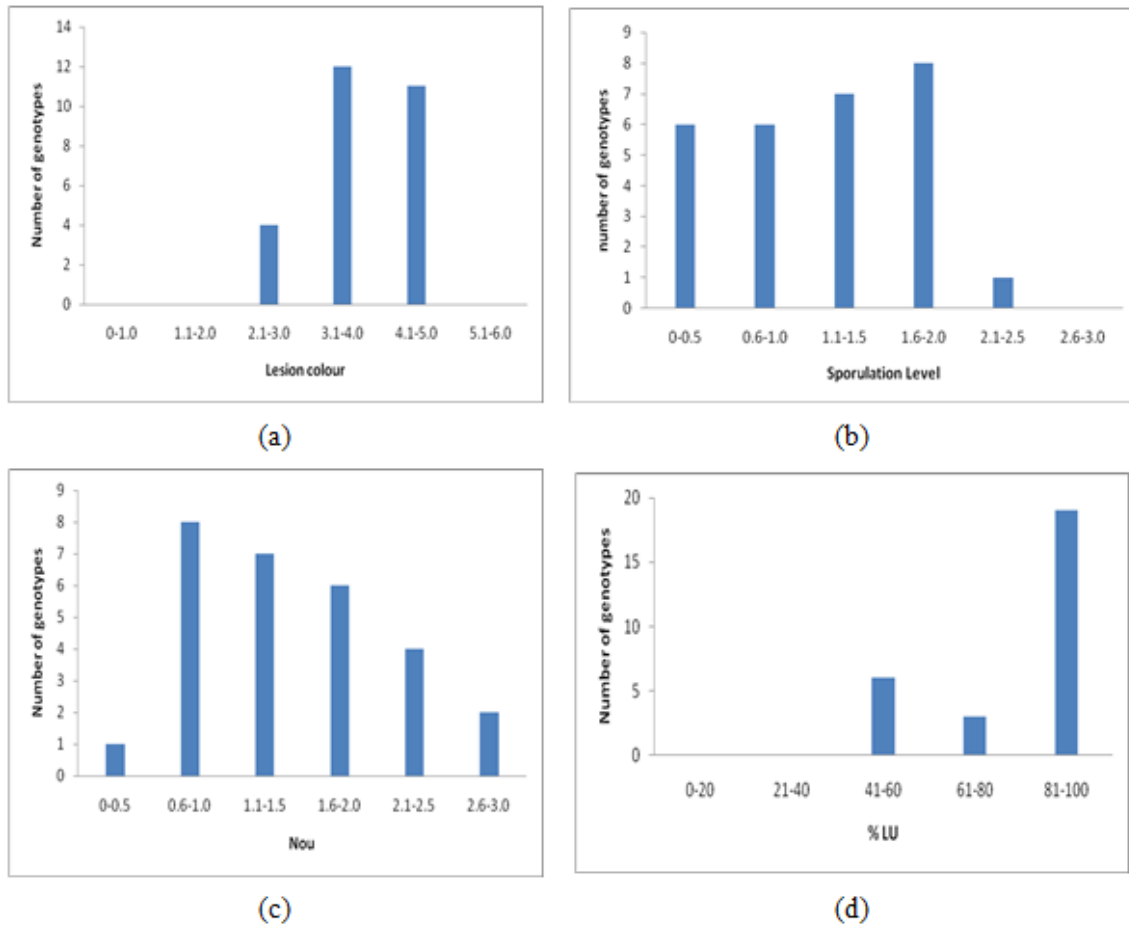 Number of genotypes
14
12
10
8
6
4
2
0
0-1.0 1.1-2.0 2.1-3.0 3.1-4.0 4.1-5.0 5.1-6.0
Lesion colour
(a)
number of genotypes
9
8
7
6
5
4
3
2
1
0
0-0.5 0.6-1.0 1.1-1.5 1.6-2.0 2.1-2.5 2.6-3.0
Sporulation Level
(b)
Number of genotypes
9
8
7
6
5
4
3
2
1
0
0-0.5 0.6-1.0 1.1-1.5 1.6-2.0 2.1-2.5 2.6-3.0
Nou
(c)
Number of genotypes
20
15
10
5
0
0-20 21-40 41-60 61-80 81-100
% LU
(d)